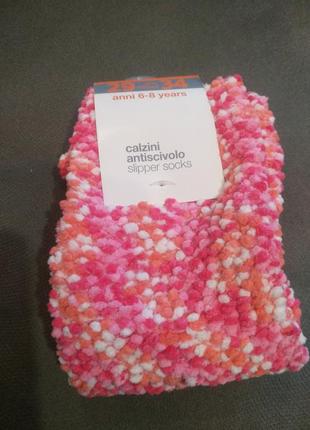 anni 6-8 years
calzini
antiscivolo
slipper socks